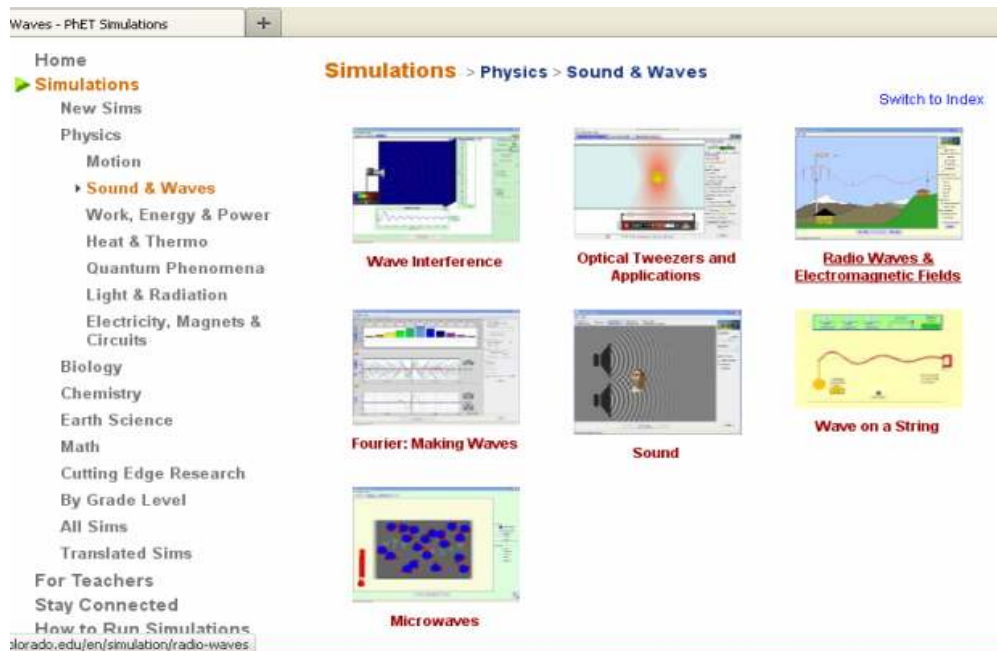 Waves - PhET Simulations
+
Home
Simulations
New Sims
Physics
Motion
Sound & Waves
Work, Energy & Power
Heat & Thermo
Quantum Phenomena
Light & Radiation
Electricity, Magnets &
Circuits
Biology
Chemistry
Earth Science
Math
Cutting Edge Research
By Grade Level
All Sims
Translated Sims
For Teachers
Stay Connected
How to Run Simulations
Simulations > Physics > Sound & Waves
Switch to Index
Wave Interference
Optical Tweezers and
Applications
Radio Waves &
Electromagnetic Fields
Fourier: Making Waves
Sound
Wave on a String
Microwaves
olorado.edu/en/simulation/radio-waves